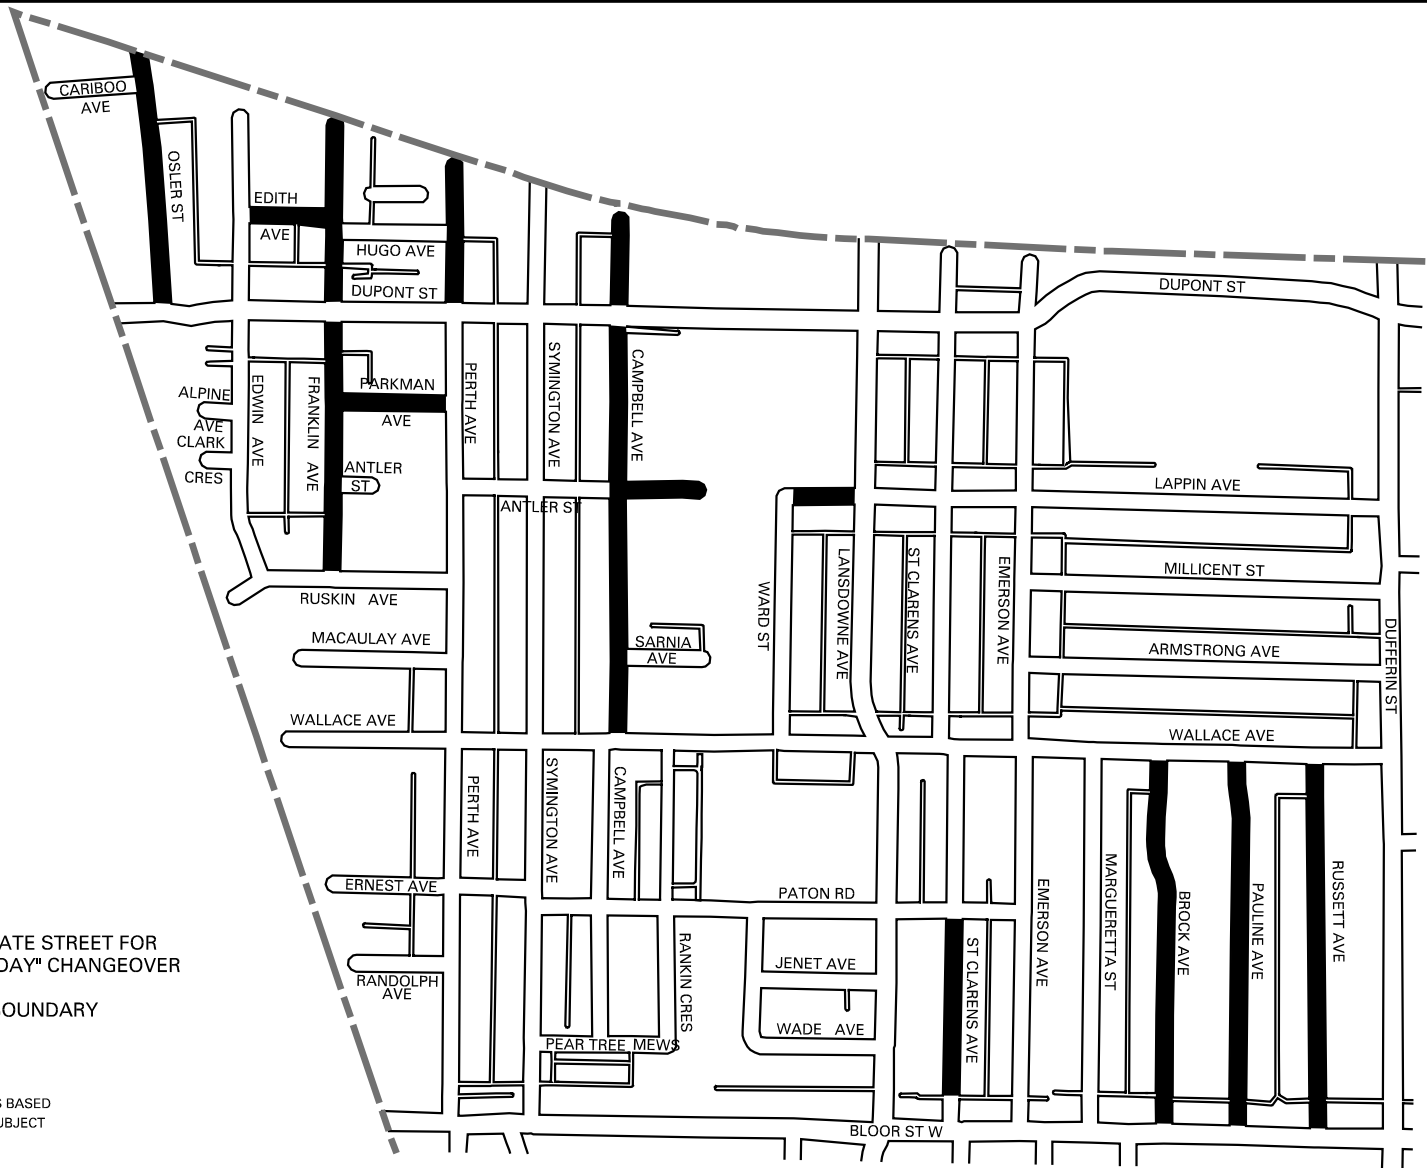 CARIBOO
AVE
OSLER ST
EDITH
AVE
HUGO AVE
DUPONT ST
DUPONT ST
ALPINE
AVE
CLARK
CRES
EDWIN AVE
FRANKLIN AVE
PARKMAN
AVE
ANTLER
ST
PERTH AVE
SYMINGTON AVE
CAMPBELL AVE
ANTLER ST
LAPPIN AVE
MILLICENT ST
ARMSTRONG AVE
WALLACE AVE
DUFFERIN ST
WARD ST
LANSDOWNE AVE
ST CLARENS AVE
EMERSON AVE
RUSKIN AVE
MACAULAY AVE
SARNIA
AVE
WALLACE AVE
PERTH AVE
SYMINGTON AVE
CAMPBELL AVE
ERNEST AVE
RANDOLPH
AVE
PATON RD
RANKIN CRES
JENET AVE
WADE AVE
PEAR TREE MEWS
ST CLARENS AVE
EMERSON AVE
MARGUERETTA ST
BROCK AVE
PAULINE AVE
RUSSETT AVE
BLOOR ST W
ATE STREET FOR
DAY" CHANGEOVER
OUNDARY
S BASED
UBJECT